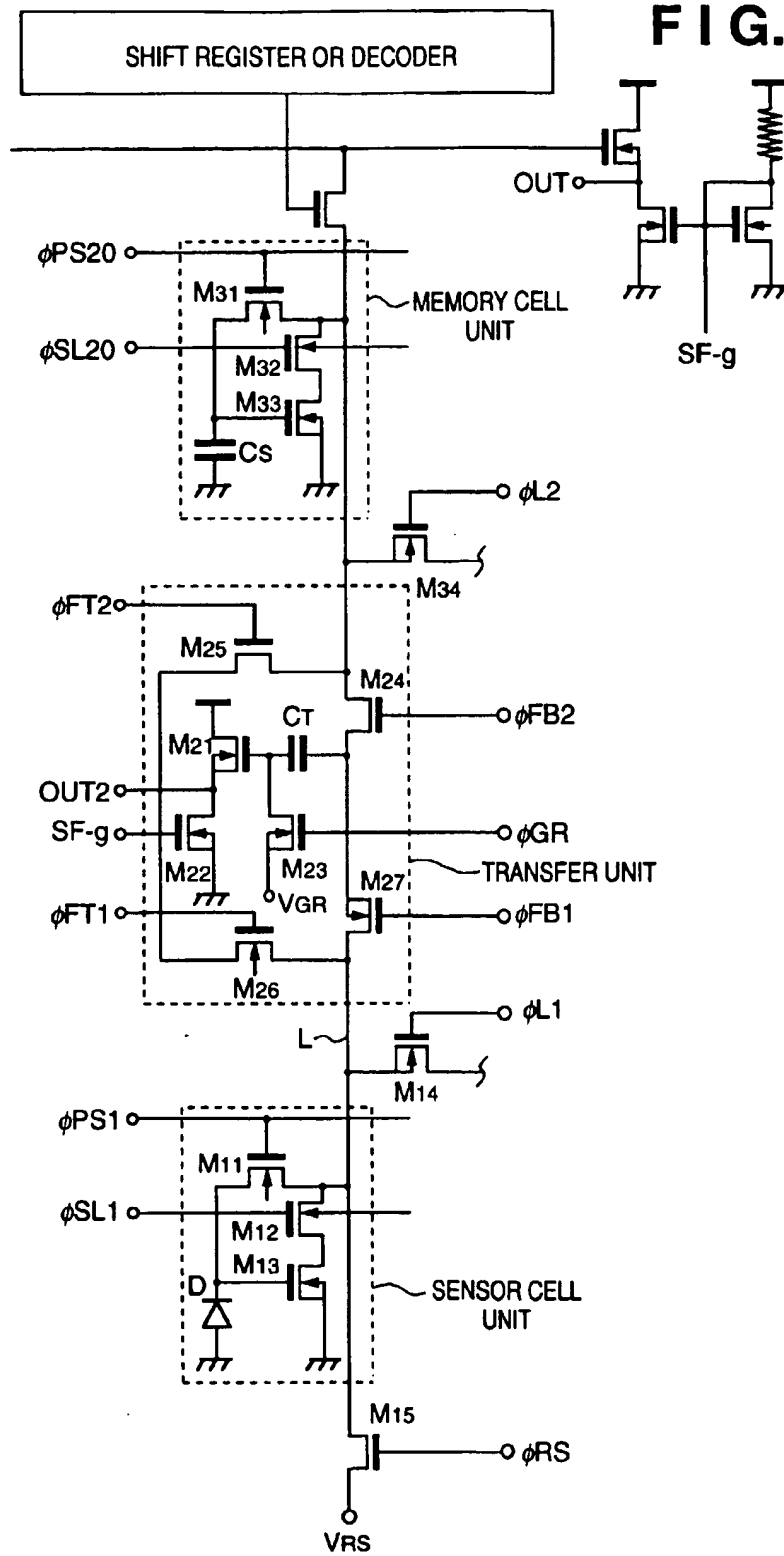 FIG.
SHIFT REGISTER OR DECODER
OUT
SF-g
φPS20
M31
MEMORY CELL
UNIT
φSL20
M32
M33
CS
φL2
M34
φFT2
M25
M24
φFB2
CT
M21
OUT2
SF-g
φGR
M22
M23
TRANSFER UNIT
VGR
M27
φFT1
φFB1
M26
φL1
L
M14
φPS1
M11
φSL1
M12
M13
D
SENSOR CELL
UNIT
M15
φRS
VRS